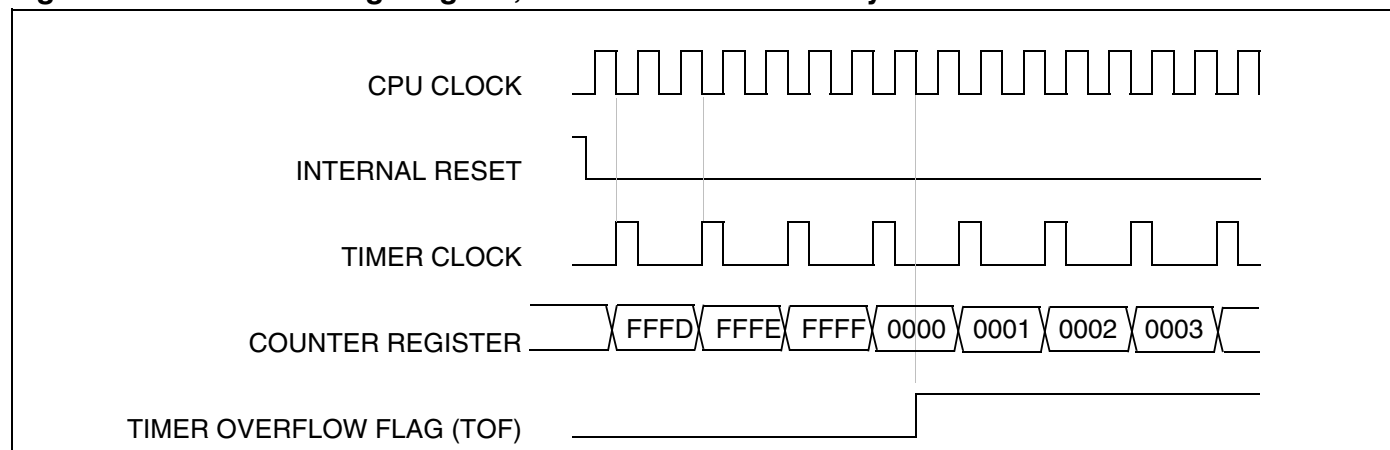 CPU CLOCK
INTERNAL RESET
TIMER CLOCK
COUNTER REGISTER FFFD FFFE FFFF 0000 0001 0002 0003
TIMER OVERFLOW FLAG (TOF)